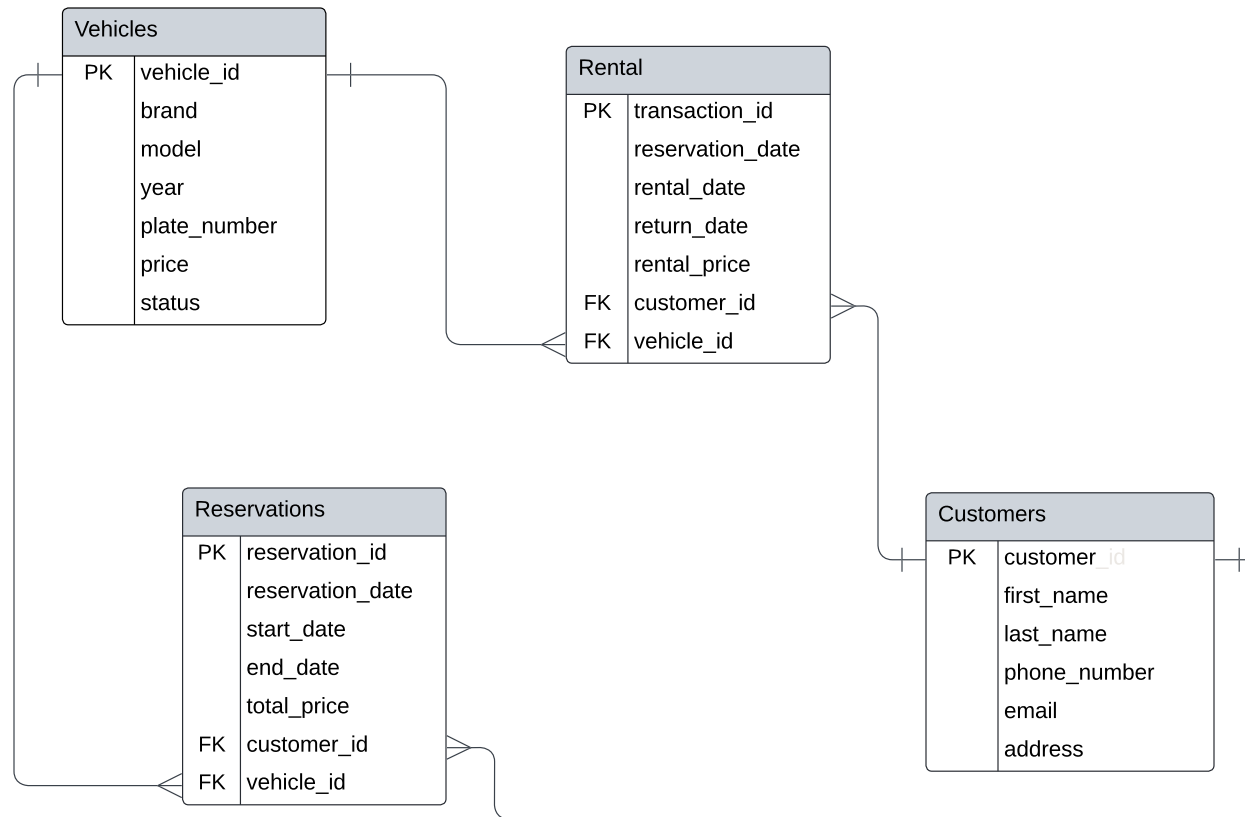 Vehicles
PK vehicle_id
brand
model
year
plate_number
price
status
Rental
PK transaction_id
reservation_date
rental_date
return_date
rental_price
FK customer_id
FK vehicle_id
Reservations
PK reservation_id
reservation_date
start_date
end_date
total_price
FK customer_id
FK vehicle_id
Customers
PK customer_id
first_name
last_name
phone_number
email
address